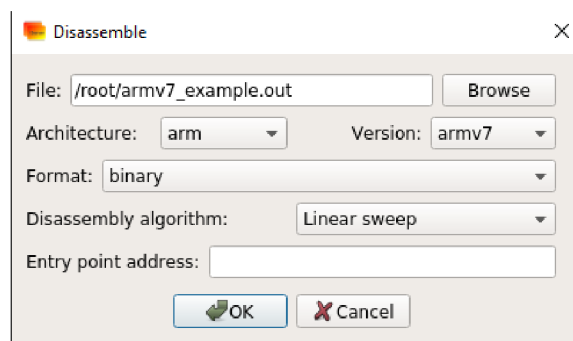 Disassemble
File: /root/armv7_example.out Browse
Architecture: arm Version: armv7
Format: binary
Disassembly algorithm: Linear sweep
Entry point address:
OK Cancel